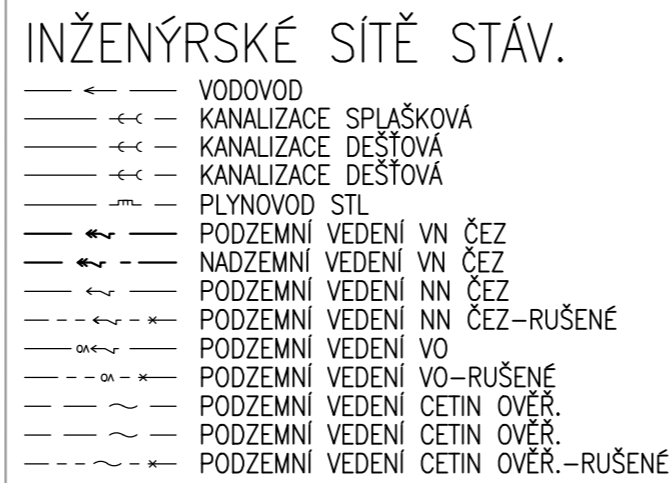 INŽENÝRSKÉ SÍTĚ STÁV.
VODOVOD
KANALIZACE SPLAŠKOVÁ
KANALIZACE DEŠŤOVÁ
KANALIZACE DEŠŤOVÁ
PLYNOVOD STL
PODZEMNÍ VEDENÍ VN ČEZ
NADZEMNÍ VEDENÍ VN ČEZ
PODZEMNÍ VEDENÍ NN ČEZ
PODZEMNÍ VEDENÍ NN ČEZ-RUŠENÉ
PODZEMNÍ VEDENÍ VO
PODZEMNÍ VEDENÍ VO-RUŠENÉ
PODZEMNÍ VEDENÍ CETIN OVĚŘ.
PODZEMNÍ VEDENÍ CETIN OVĚŘ.
PODZEMNÍ VEDENÍ CETIN OVĚŘ.-RUŠENÉ